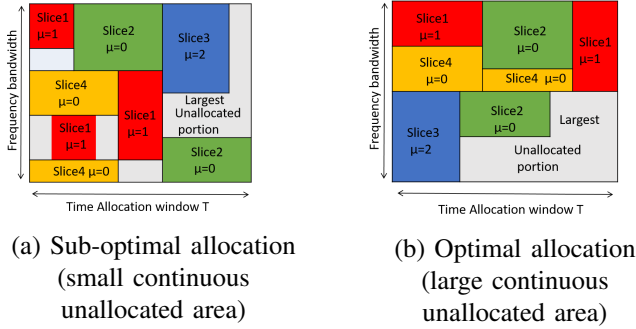 Frequency bandwidth
Slice1
μ=1
Slice2
μ=0
Slice3
μ=2
Slice4
μ=0
Slice1
μ=1
Largest
Unallocated
portion
Slice1
μ=1
Slice2
μ=0
Slice4 μ=0
Time Allocation window T
(a) Sub-optimal allocation
(small continuous
unallocated area)
Frequency bandwidth
Slice1
μ=1
Slice2
μ=0
Slice1
μ=1
Slice4
μ=0
Slice4 μ=0
Slice3
μ=2
Slice2
μ=0
Largest
Unallocated
portion
Time Allocation window T
(b) Optimal allocation
(large continuous
unallocated area)